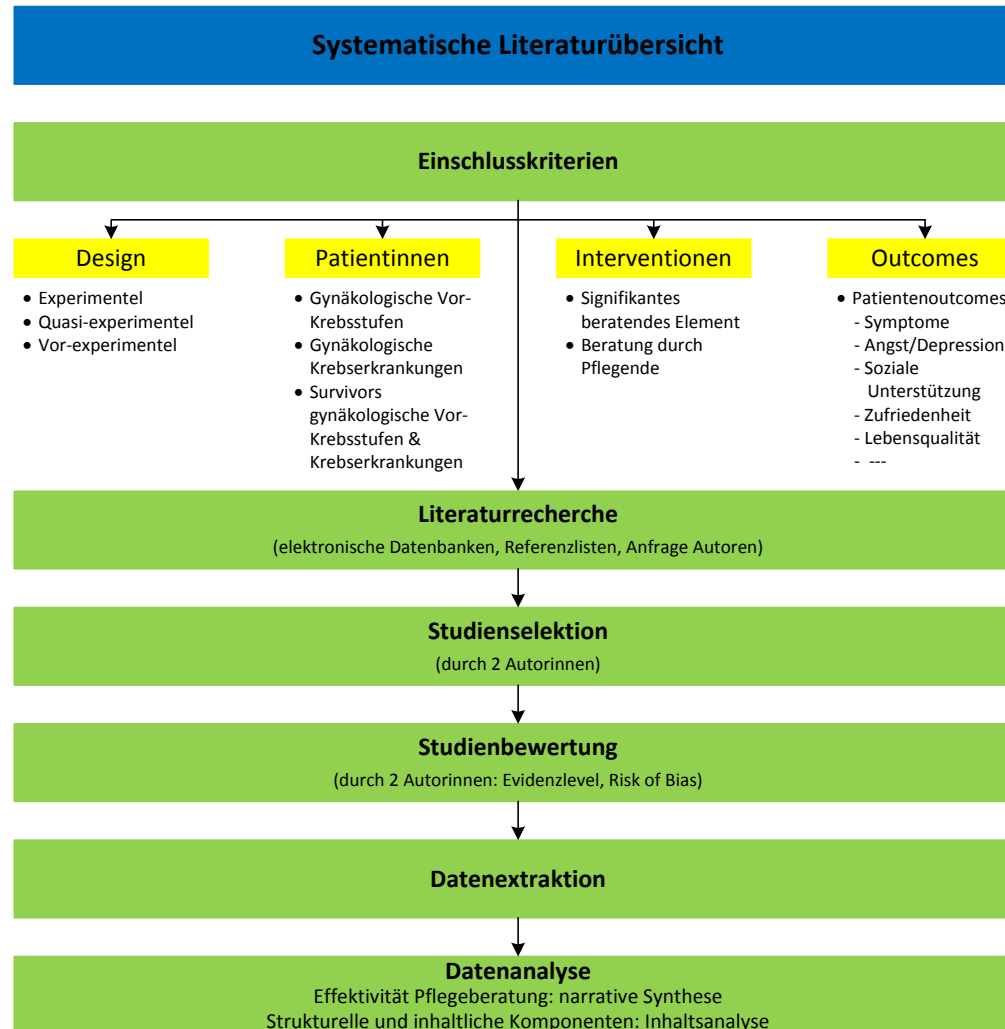 Systematische Literaturübersicht
Einschlusskriterien
Design
• Experimentel
• Quasi-experimentel
• Vor-experimentel
Patientinnen
• Gynäkologische Vor-
Krebsstufen
• Gynäkologische
Krebserkrankungen
• Survivors
gynäkologische Vor-
Krebsstufen &
Krebserkrankungen
Interventionen
• Signifikantes
beratendes Element
• Beratung durch
Pflegende
Outcomes
• Patientenoutcomes
- Symptome
- Angst/Depression
- Soziale
Unterstützung
- Zufriedenheit
- Lebensqualität
- ---
Literaturrecherche
(elektronische Datenbanken, Referenzlisten, Anfrage Autoren)
Studienselektion
(durch 2 Autorinnen)
Studienbewertung
(durch 2 Autorinnen: Evidenzlevel, Risk of Bias)
Datenextraktion
Datenanalyse
Effektivität Pflegeberatung: narrative Synthese
Strukturelle und inhaltliche Komponenten: Inhaltsanalyse